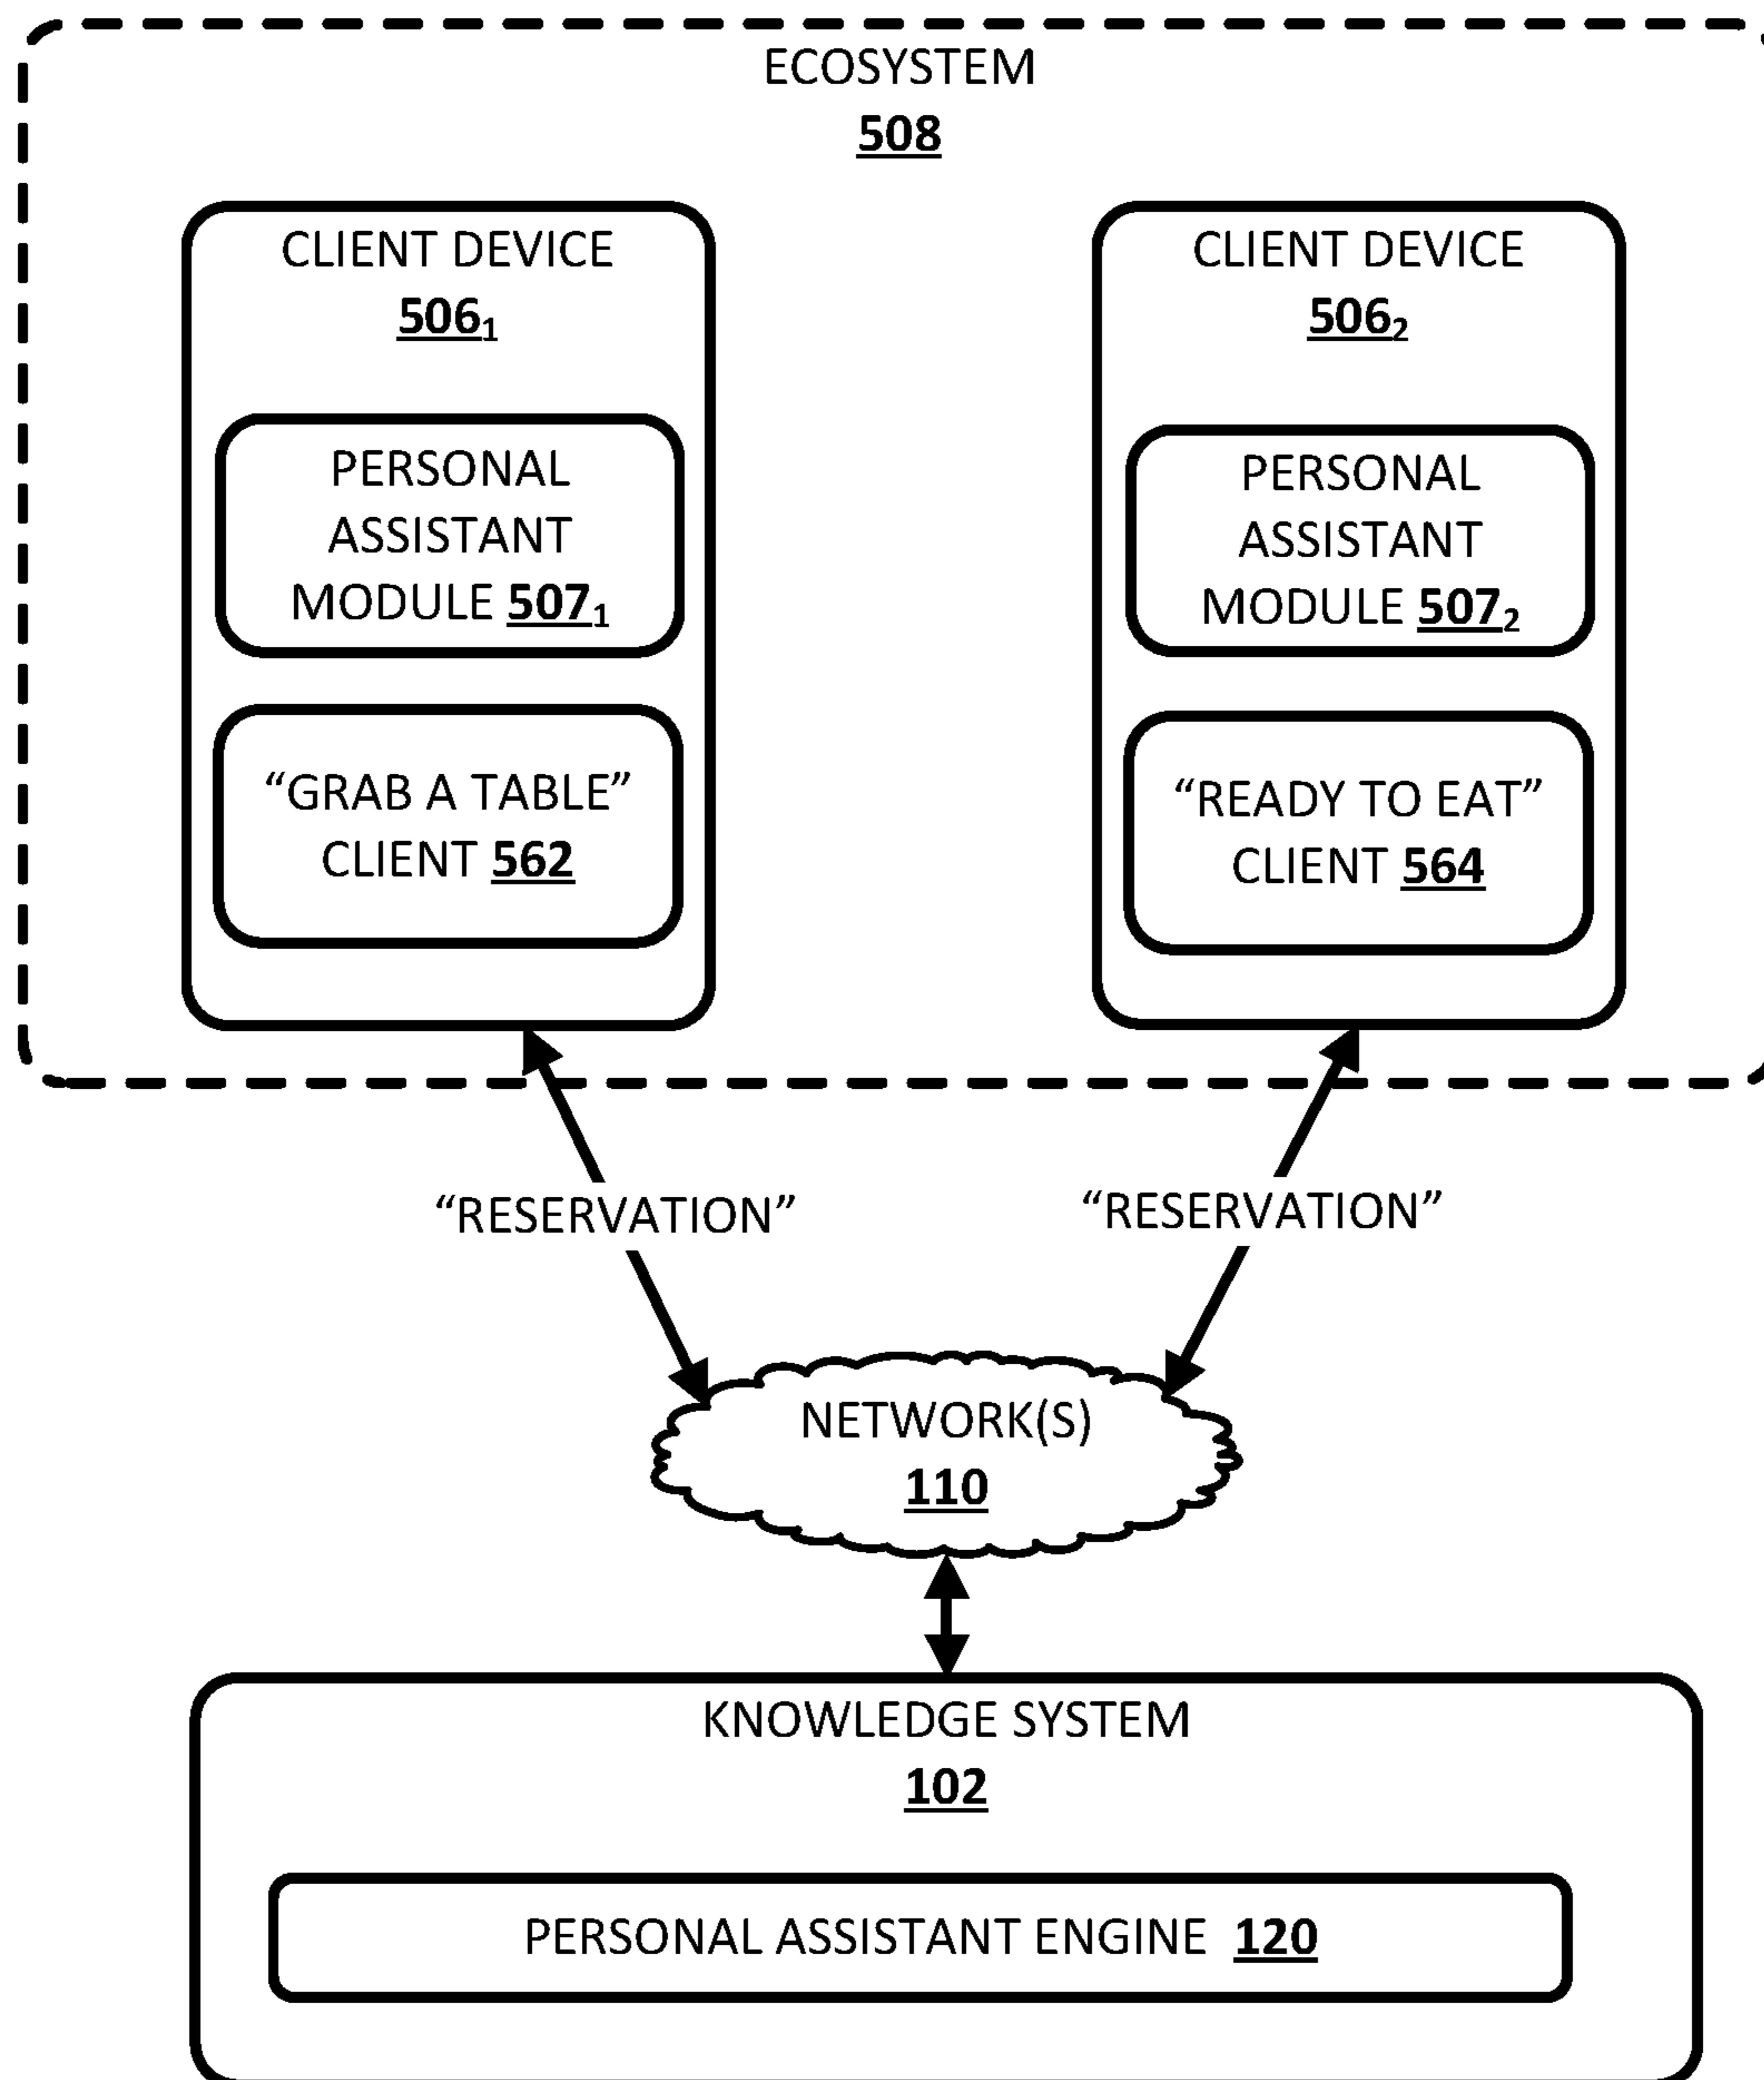 ECOSYSTEM
508
CLIENT DEVICE
506₁
PERSONAL
ASSISTANT
MODULE 507₁
“GRAB A TABLE”
CLIENT 562
CLIENT DEVICE
506₂
PERSONAL
ASSISTANT
MODULE 507₂
“READY TO EAT”
CLIENT 564
“RESERVATION”
“RESERVATION”
NETWORK(S)
110
KNOWLEDGE SYSTEM
102
PERSONAL ASSISTANT ENGINE 120